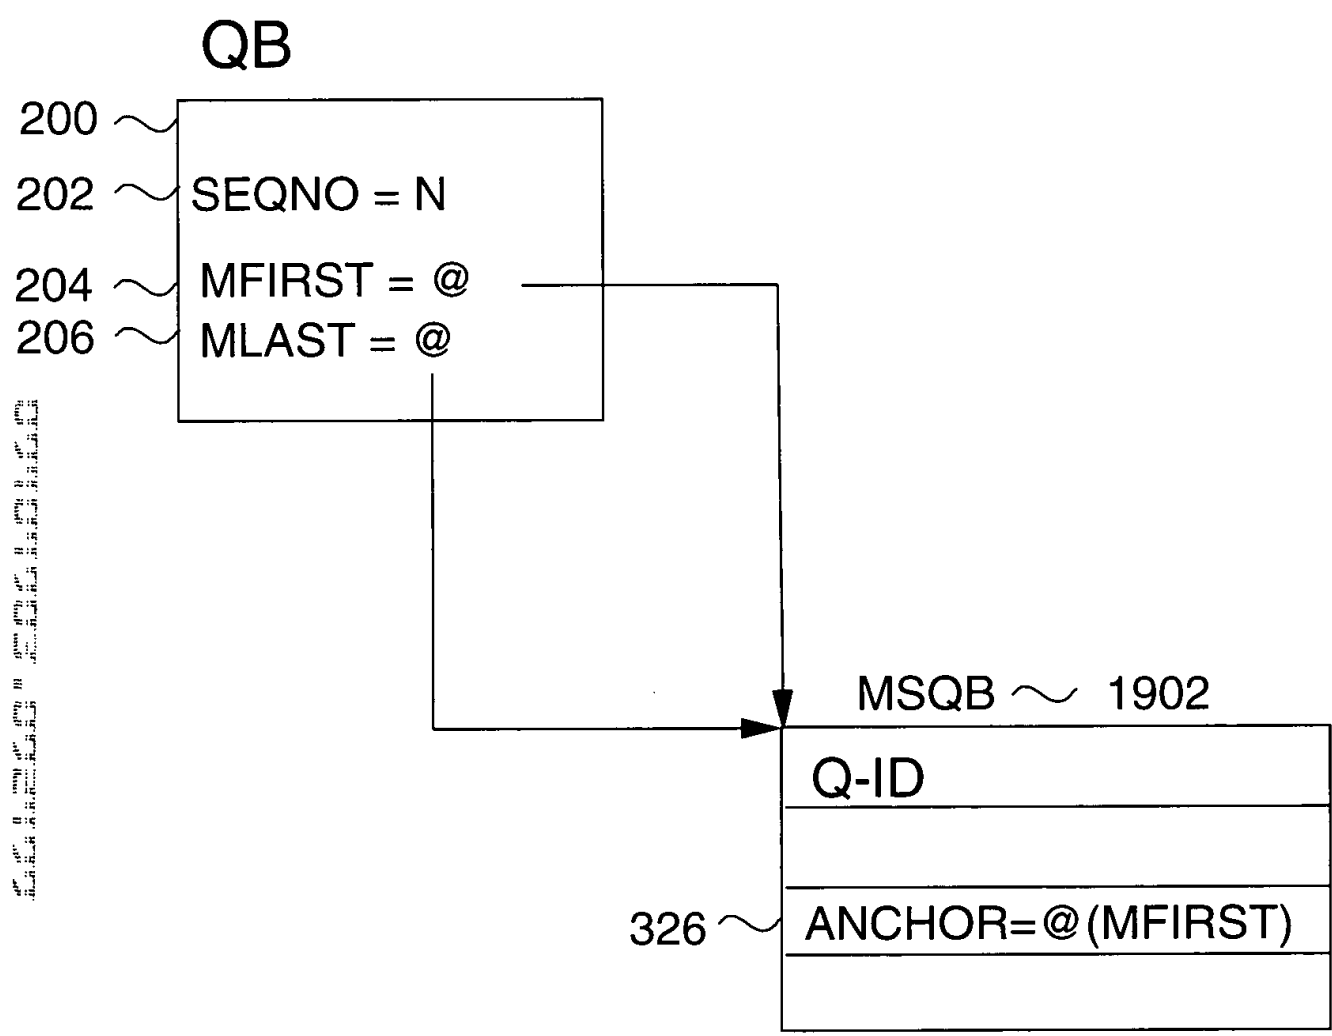 QB
200
202 SEQNO = N
204 MFIRST = @
206 MLAST = @
MSQB 1902
Q-ID
326 ANCHOR=@(MFIRST)